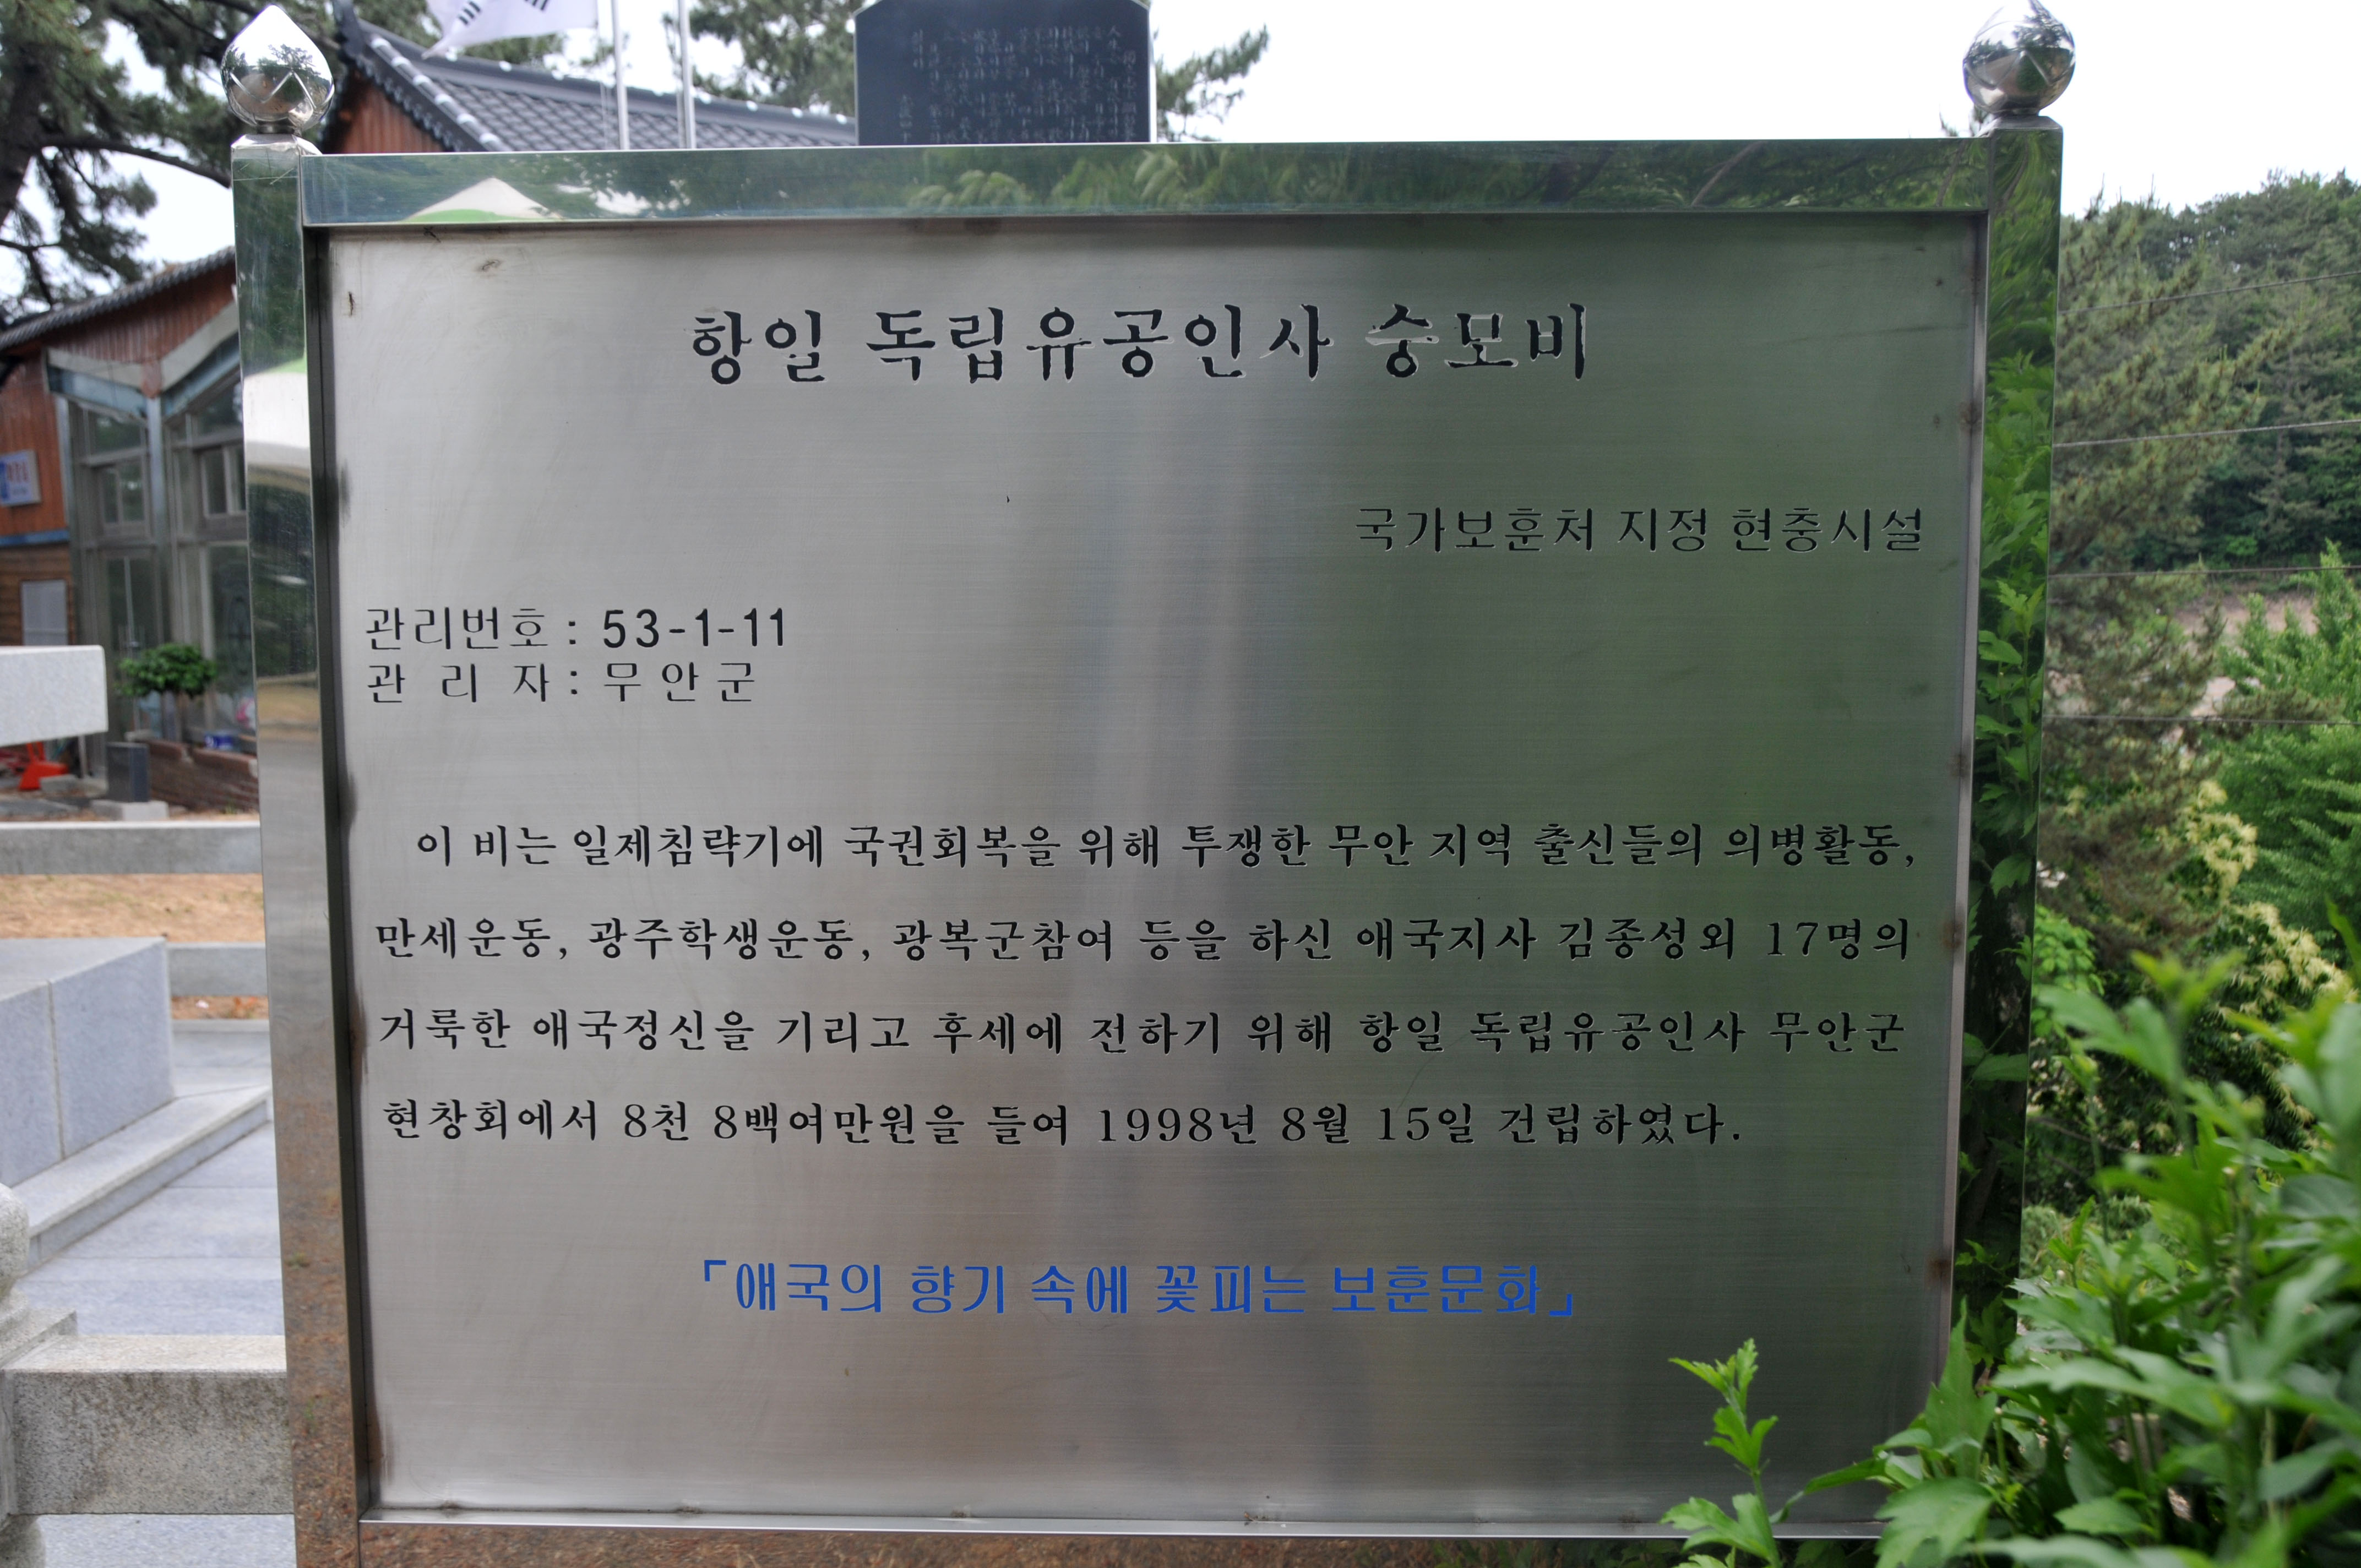 항일 독립유공인사 숭모비
국가보훈처 지정 현충시설
관리번호 : 53-1-11
관 리 자 : 무안군
이 비는 일제침략기에 국권회복을 위해 투쟁한 무안 지역 출신들의 의병활동,
만세운동, 광주학생운동, 광복군참여 등을 하신 애국지사 김종성외 17명의
거룩한 애국정신을 기리고 후세에 전하기 위해 항일 독립유공인사 무안군
현창회에서 8천 8백여만원을 들여 1998년 8월 15일 건립하였다.
「애국의 향기 속에 꽃피는 보훈문화」